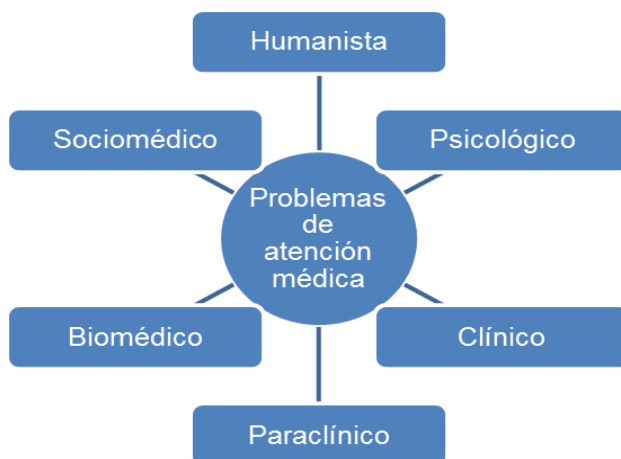 Humanista
Sociomédico
Psicológico
Problemas
de
atención
médica
Biomédico
Clínico
Paraclínico